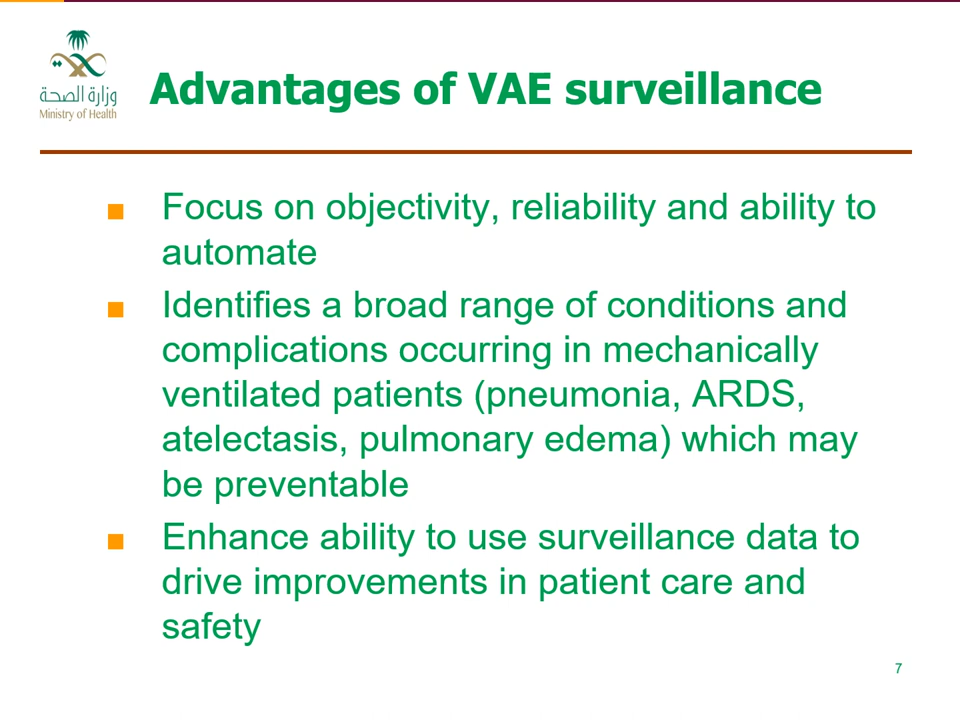 وزارة الصحة
Ministry of Health
Advantages of VAE surveillance
Focus on objectivity, reliability and ability to
automate
Identifies a broad range of conditions and
complications occurring in mechanically
ventilated patients (pneumonia, ARDS,
atelectasis, pulmonary edema) which may
be preventable
Enhance ability to use surveillance data to
drive improvements in patient care and
safety
7